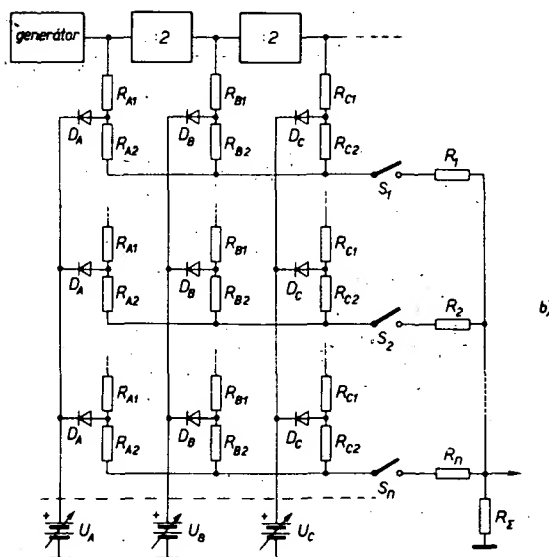 generátor :2 :2
R_A1 R_B1 R_C1
D_A D_B D_C
R_A2 R_B2 R_C2
S_1 R_1
R_A1 R_B1 R_C1
D_A D_B D_C
R_A2 R_B2 R_C2
S_2 R_2
b)
R_A1 R_B1 R_C1
D_A D_B D_C
R_A2 R_B2 R_C2
S_n R_n
+ U_A + U_B + U_C
R_Σ